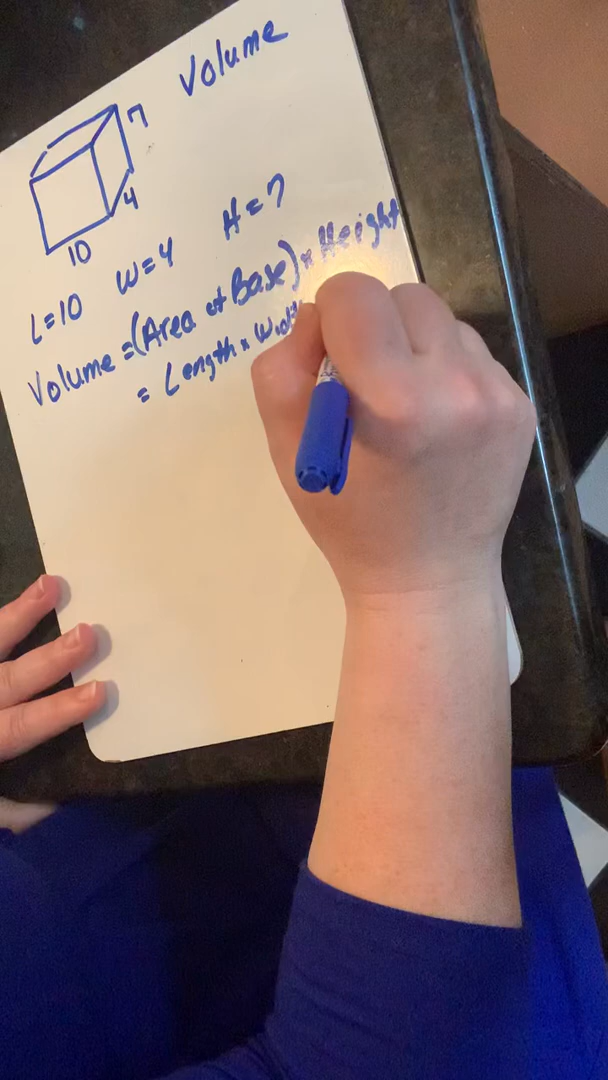 Volume
7
4
10
L=10 W=4 H=7
Volume =(Area of Base) × Height
= Length × Width